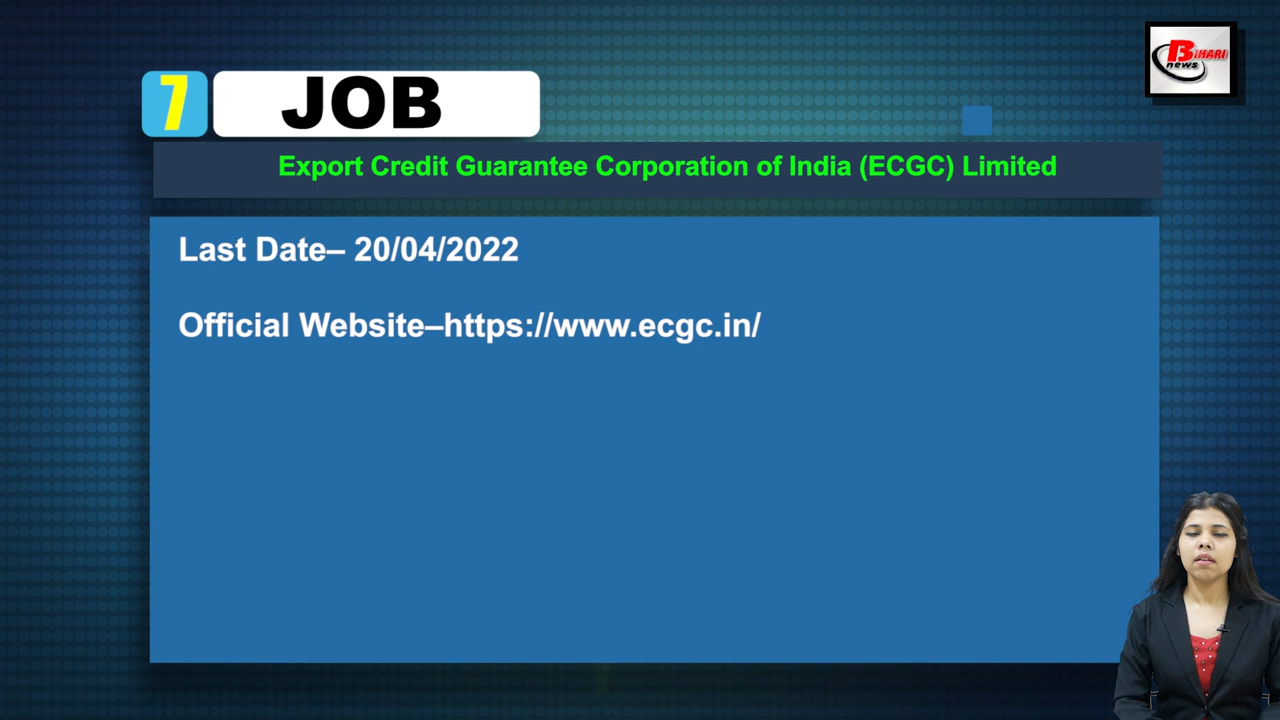 BIHARI
news
7 JOB
Export Credit Guarantee Corporation of India (ECGC) Limited
Last Date– 20/04/2022
Official Website–https://www.ecgc.in/